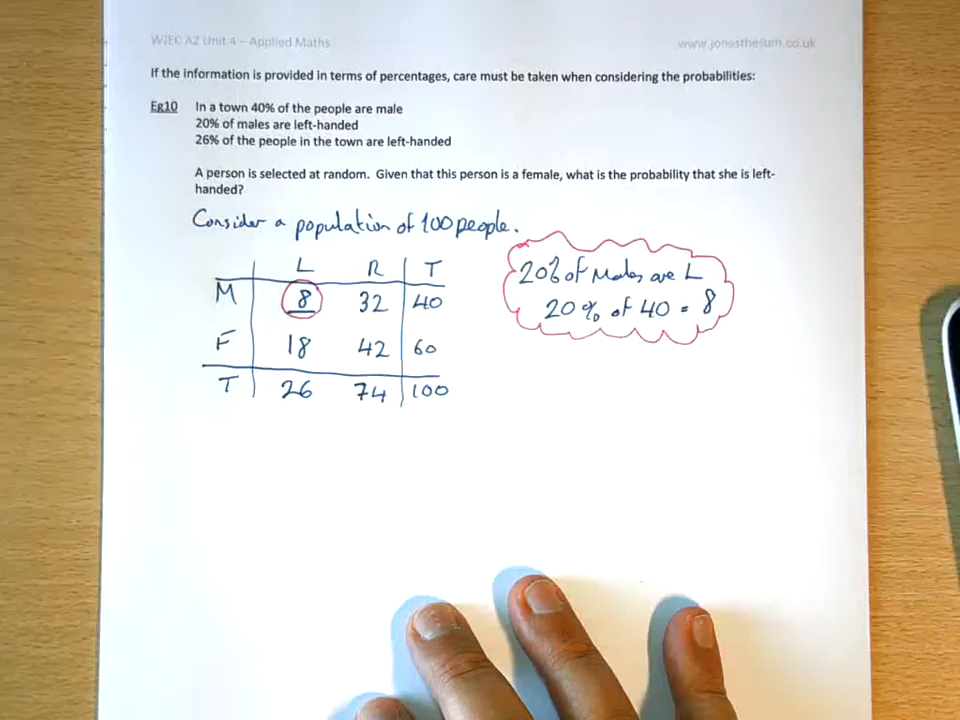 WJEC A2 Unit 4 – Applied Maths www.jonesthesum.co.uk
If the information is provided in terms of percentages, care must be taken when considering the probabilities:
Eg10 In a town 40% of the people are male
20% of males are left-handed
26% of the people in the town are left-handed
A person is selected at random. Given that this person is a female, what is the probability that she is left-
handed?
Consider a population of 100 people.
L R T
M 8 32 40
F 18 42 60
T 26 74 100
20% of Males are L
20% of 40 = 8